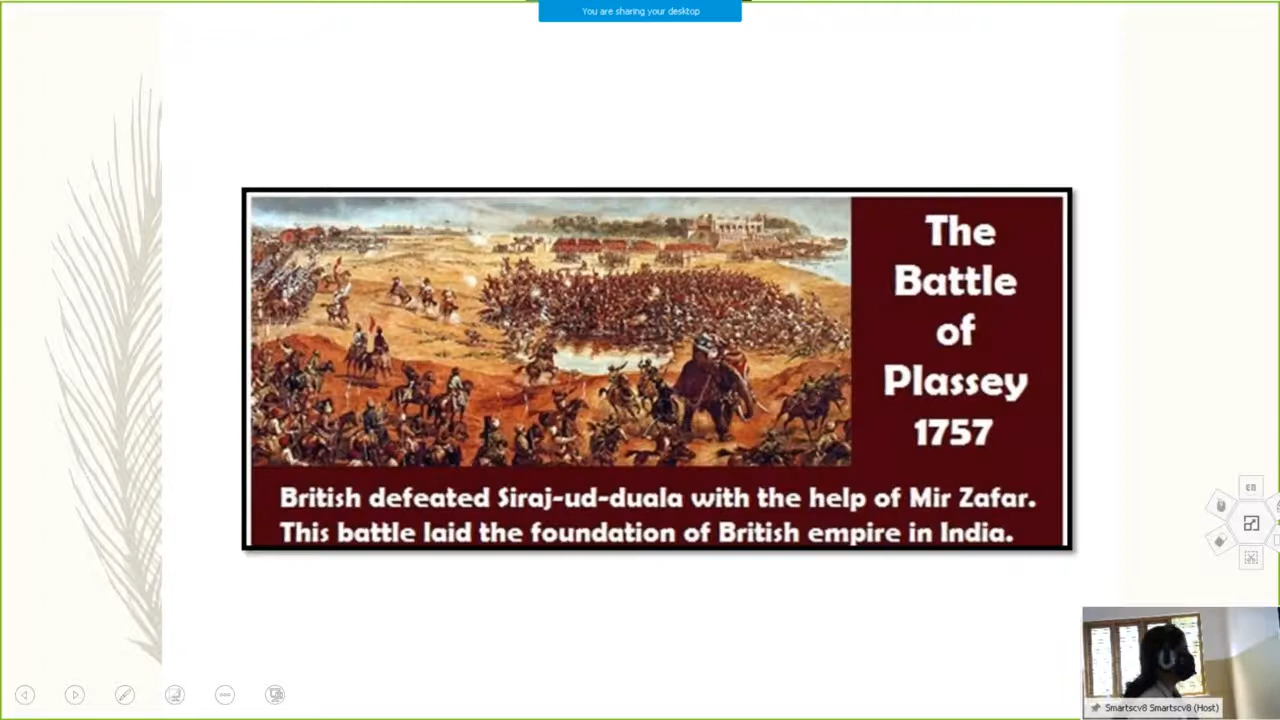 You are sharing your desktop
The
Battle
of
Plassey
1757
British defeated Siraj-ud-duala with the help of Mir Zafar.
This battle laid the foundation of British empire in India.
EN
Smartscv8 Smartscv8 (Host)